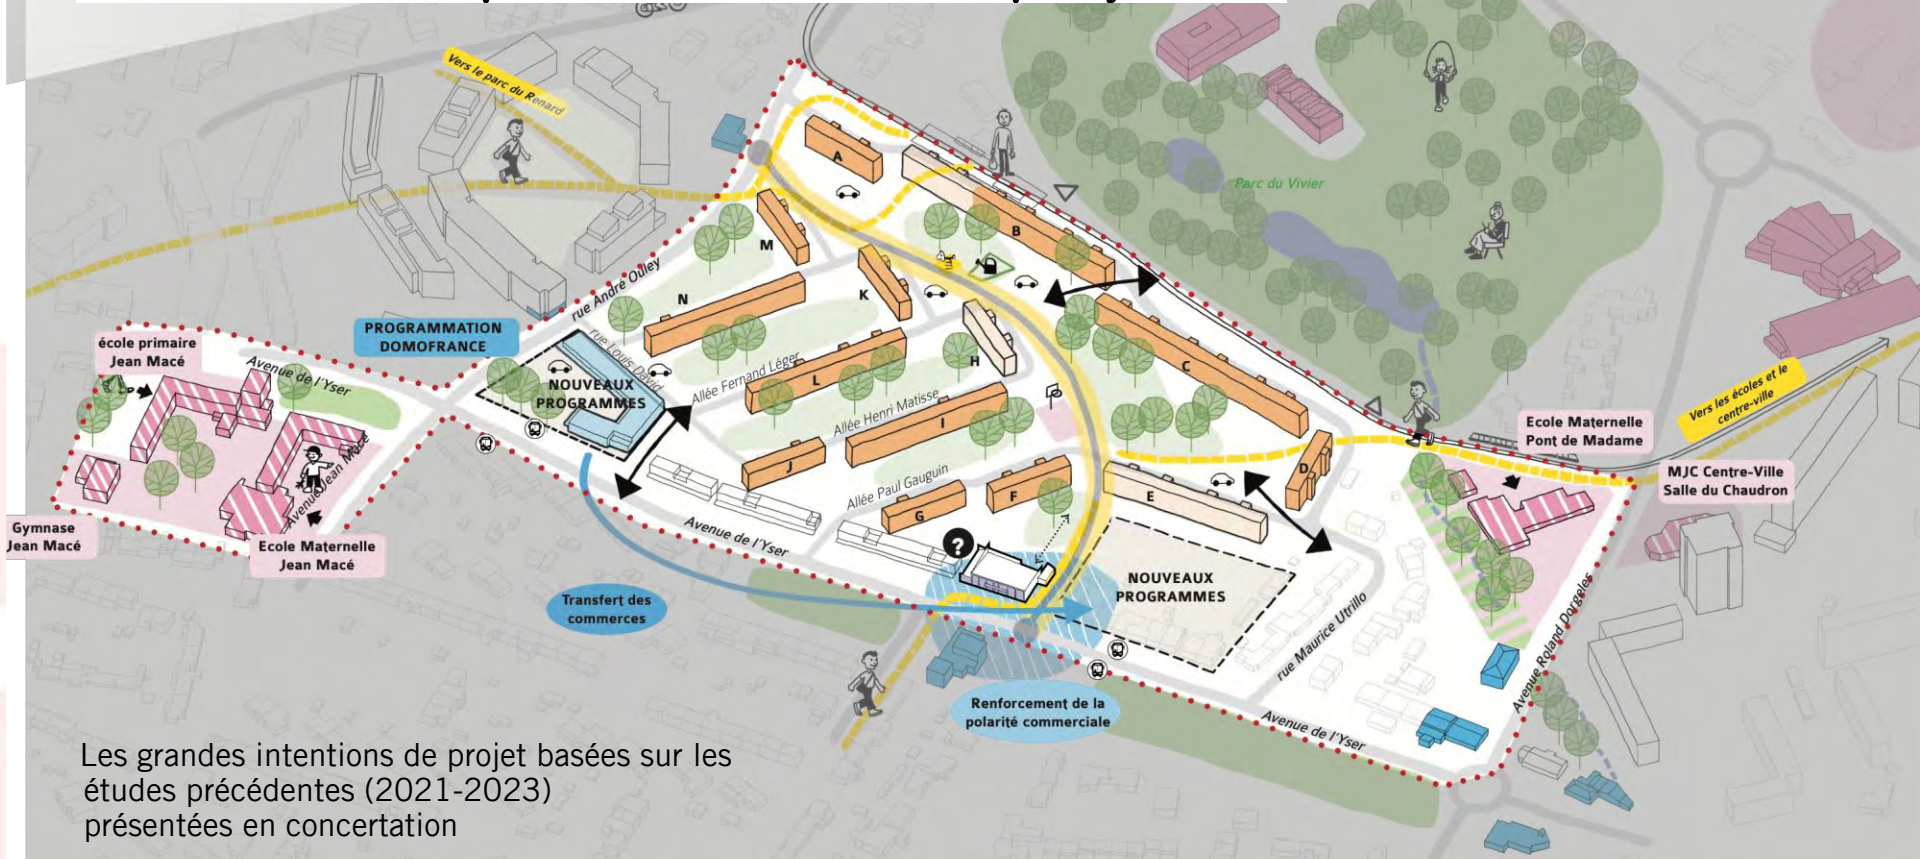 Vers le parc du Renard
A
B
Parc du Vivier
M
K
N
rue André Ouley
PROGRAMMATION
DOMOFRANCE
école primaire
Jean Macé
Avenue de l'Yser
rue Louis David
NOUVEAUX
PROGRAMMES
Allée Fernand Léger
L
H
C
Allée Henri Matisse
I
Vers les écoles et le
centre-ville
Ecole Maternelle
Pont de Madame
MJC Centre-Ville
Salle du Chaudron
Avenue Jean Macé
J
Allée Paul Gauguin
D
E
F
G
Gymnase
Jean Macé
Ecole Maternelle
Jean Macé
Avenue de l'Yser
?
NOUVEAUX
PROGRAMMES
Transfert des
commerces
rue Maurice Utrillo
Avenue Roland Dorgeles
Renforcement de la
polarité commerciale
Avenue de l'Yser
Les grandes intentions de projet basées sur les
études précédentes (2021-2023)
présentées en concertation